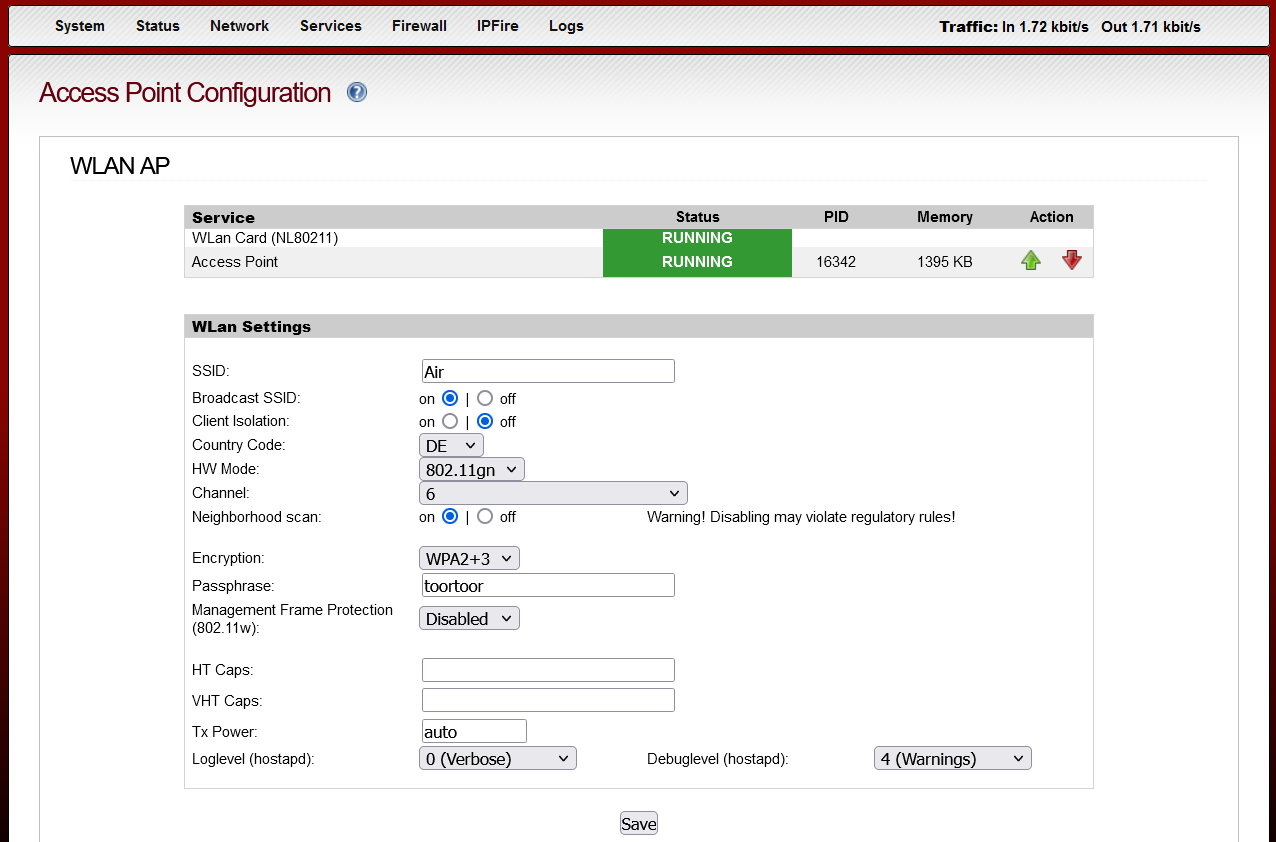 System Status Network Services Firewall IPFire Logs Traffic: In 1.72 kbit/s Out 1.71 kbit/s
Access Point Configuration ?
WLAN AP
Service Status PID Memory Action
WLan Card (NL80211) RUNNING
Access Point RUNNING 16342 1395 KB
WLan Settings
SSID: Air
Broadcast SSID: on | off
Client Isolation: on | off
Country Code: DE
HW Mode: 802.11gn
Channel: 6
Neighborhood scan: on | off Warning! Disabling may violate regulatory rules!
Encryption: WPA2+3
Passphrase: toortoor
Management Frame Protection
(802.11w): Disabled
HT Caps:
VHT Caps:
Tx Power: auto
Loglevel (hostapd): 0 (Verbose) Debuglevel (hostapd): 4 (Warnings)
Save